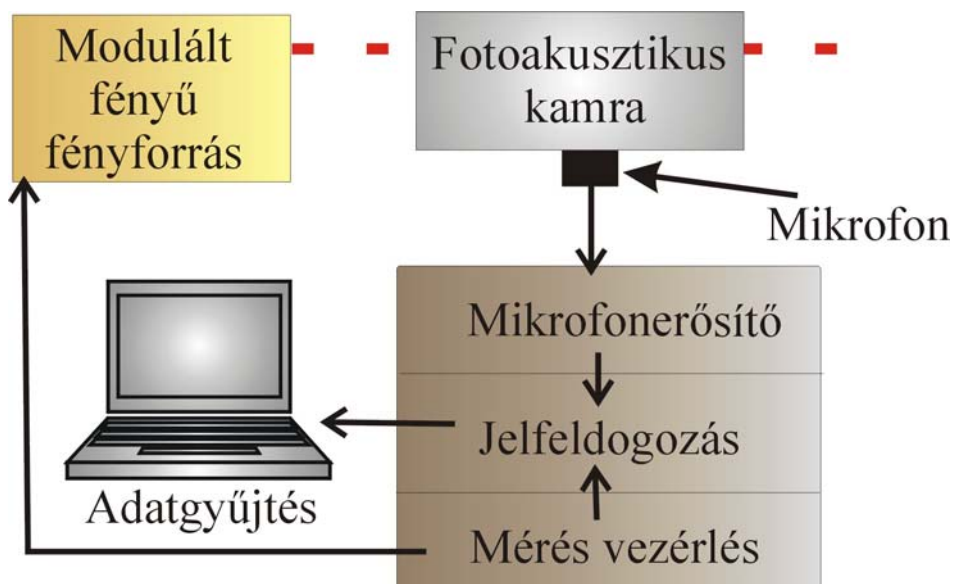 Modulált
fényű
fényforrás
Fotoakusztikus
kamra
Mikrofon
Mikrofonerősítő
Jelfeldogozás
Adatgyűjtés
Mérés vezérlés